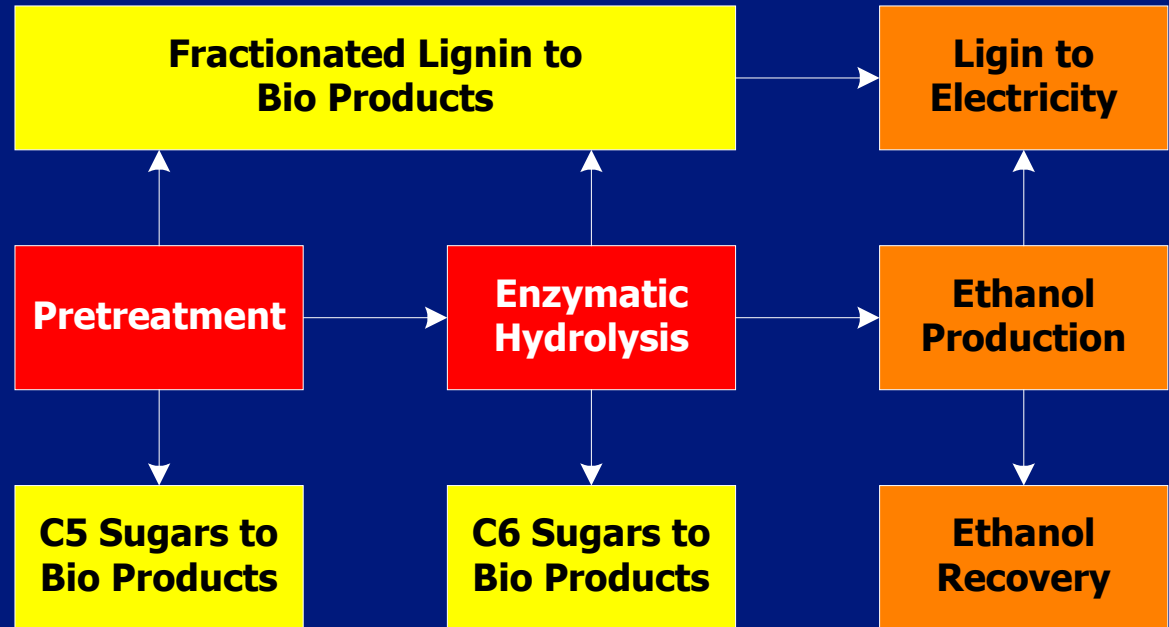 Fractionated Lignin to
Bio Products
Ligin to
Electricity
Pretreatment
Enzymatic
Hydrolysis
Ethanol
Production
C5 Sugars to
Bio Products
C6 Sugars to
Bio Products
Ethanol
Recovery